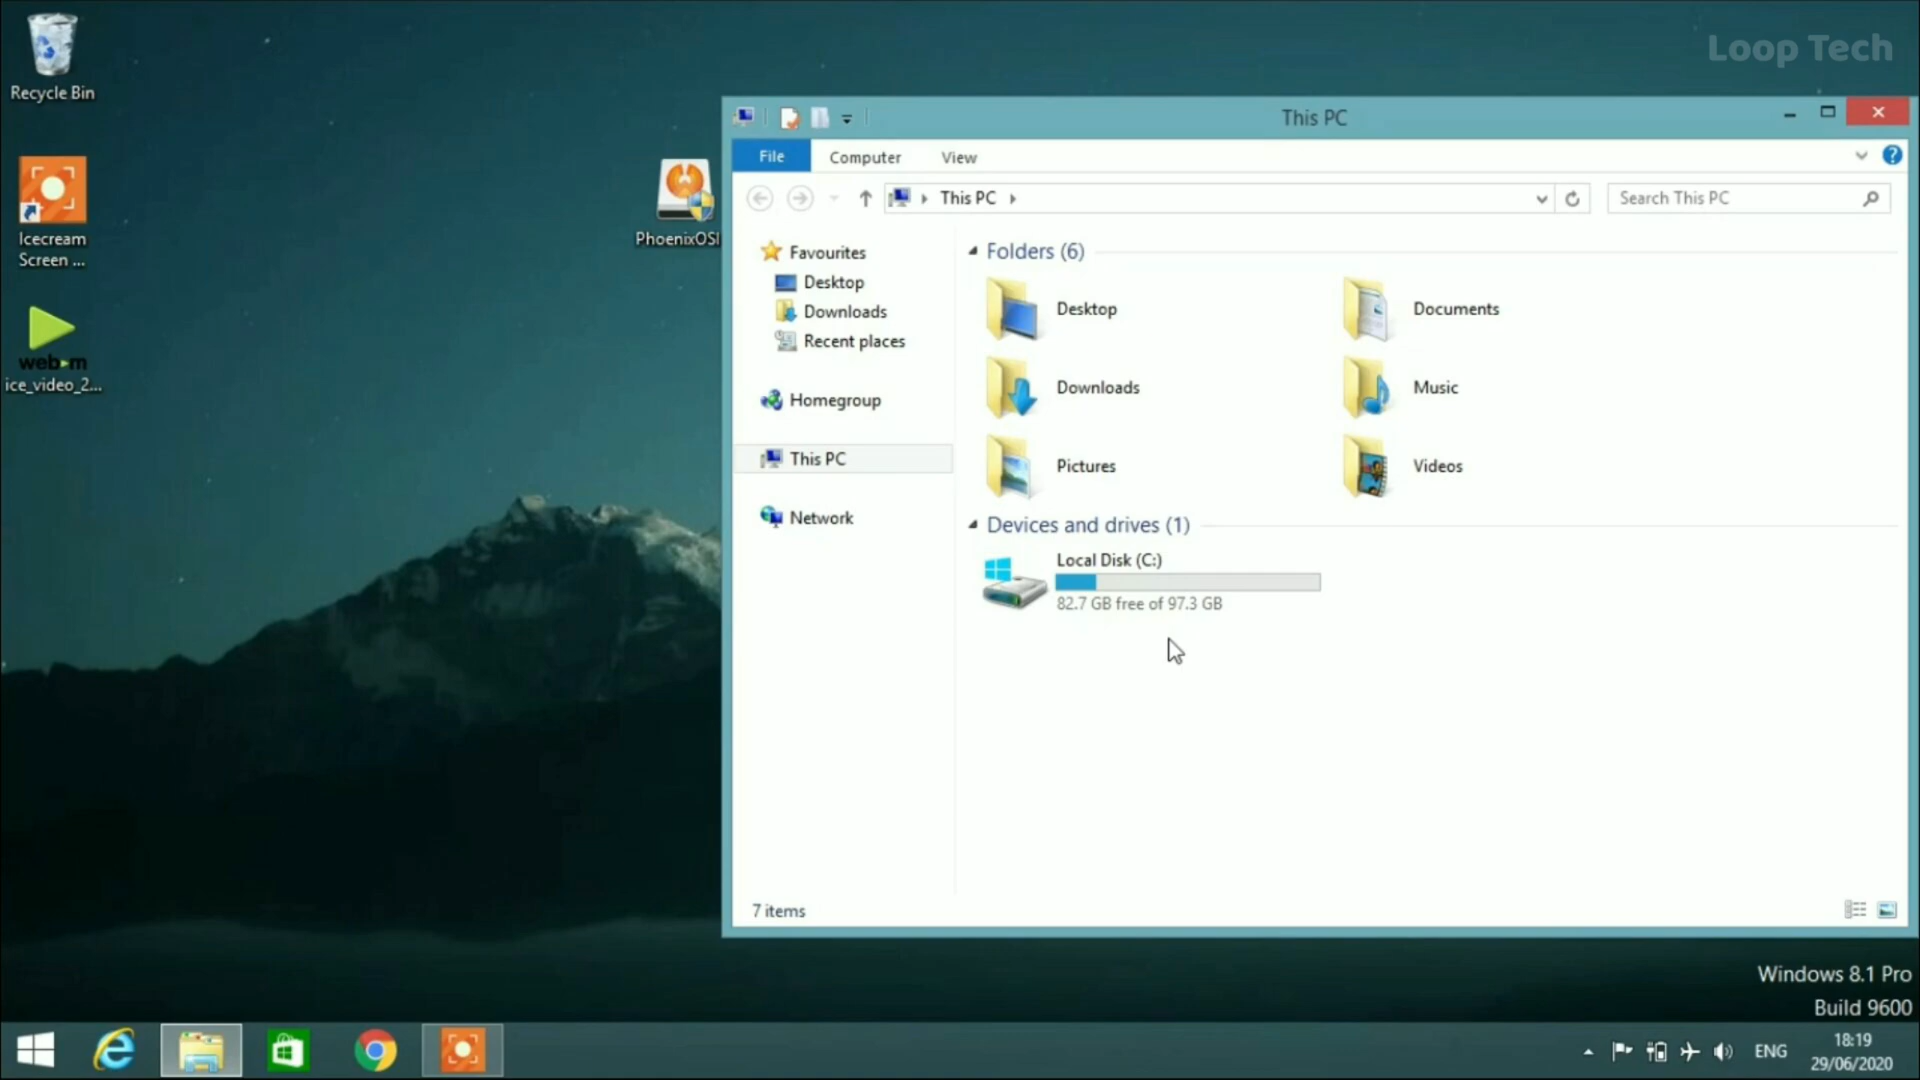 Loop Tech
Recycle Bin
Icecream
Screen ...
web m
ice_video_2...
PhoenixOSI
This PC
File
Computer
View
This PC
Search This PC
Favourites
Desktop
Downloads
Recent places
Homegroup
This PC
Network
Folders (6)
Desktop
Documents
Downloads
Music
Pictures
Videos
Devices and drives (1)
Local Disk (C:)
82.7 GB free of 97.3 GB
7 items
Windows 8.1 Pro
Build 9600
ENG
18:19
29/06/2020